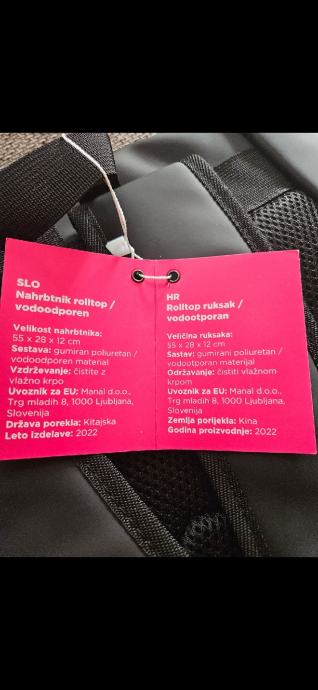 SLO
Nahrbtnik rolltop /
vodoodporen
Velikost nahrbtnika:
55 x 28 x 12 cm
Sestava: gumiran poliuretan /
vodoodporen material
Vzdrževanje: čistite z
vlažno krpo
Uvoznik za EU: Manal d.o.o.,
Trg mladih 8, 1000 Ljubljana,
Slovenija
Država porekla: Kitajska
Leto izdelave: 2022
HR
Rolltop ruksak /
vodootporan
Veličina ruksaka:
55 x 28 x 12 cm
Sastav: gumirani poliuretan /
vodootporan materijal
Održavanje: čistiti vlažnom
krpom
Uvoznik za EU: Manal d.o.o.,
Trg mladih 8, 1000 Ljubljana,
Slovenija
Zemlja porijekla: Kina
Godina proizvodnje: 2022